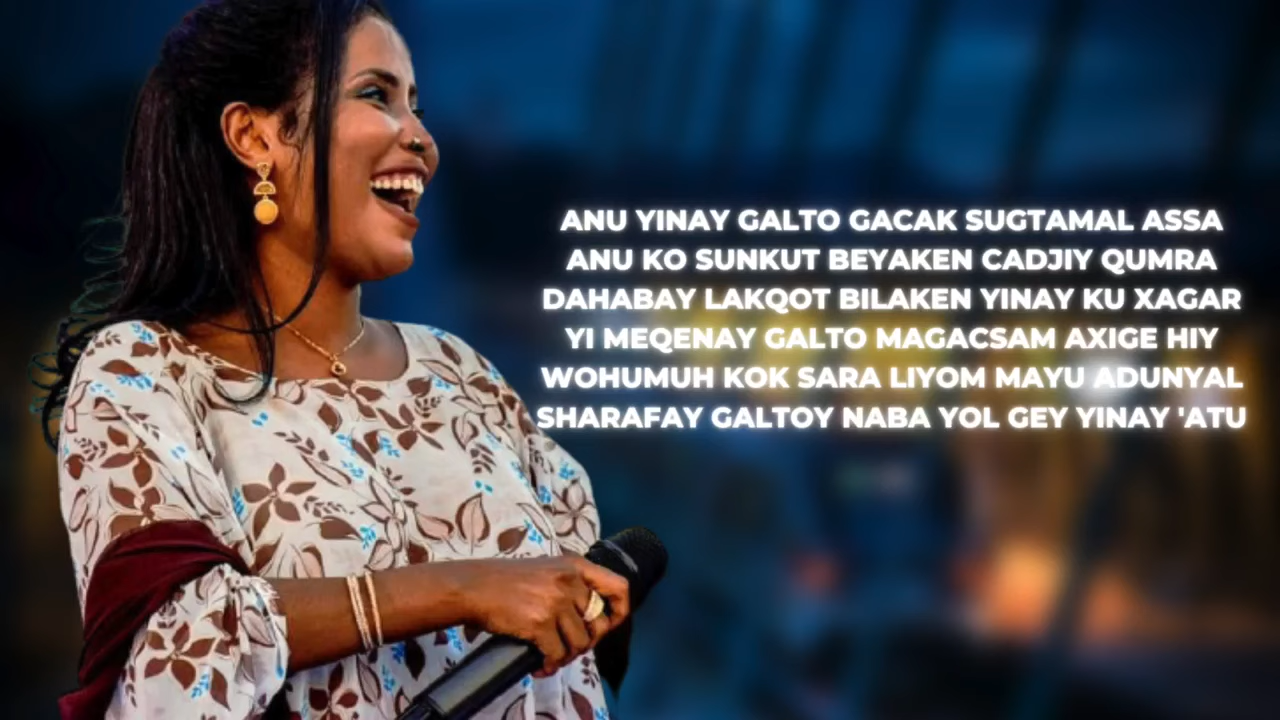 ANU YINAY GALTO GACAK SUGTAMAL ASSA
ANU KO SUNKUT BEYAKEN CADJIY QUMRA
DAHABAY LAKQOT BILAKEN YINAY KU XAGAR
YI MEQENAY GALTO MAGACSAM AXIGE HIY
WOHUMUH KOK SARA LIYOM MAYU ADUNYAL
SHARAFAY GALTOY NABA YOL GEY YINAY 'ATU